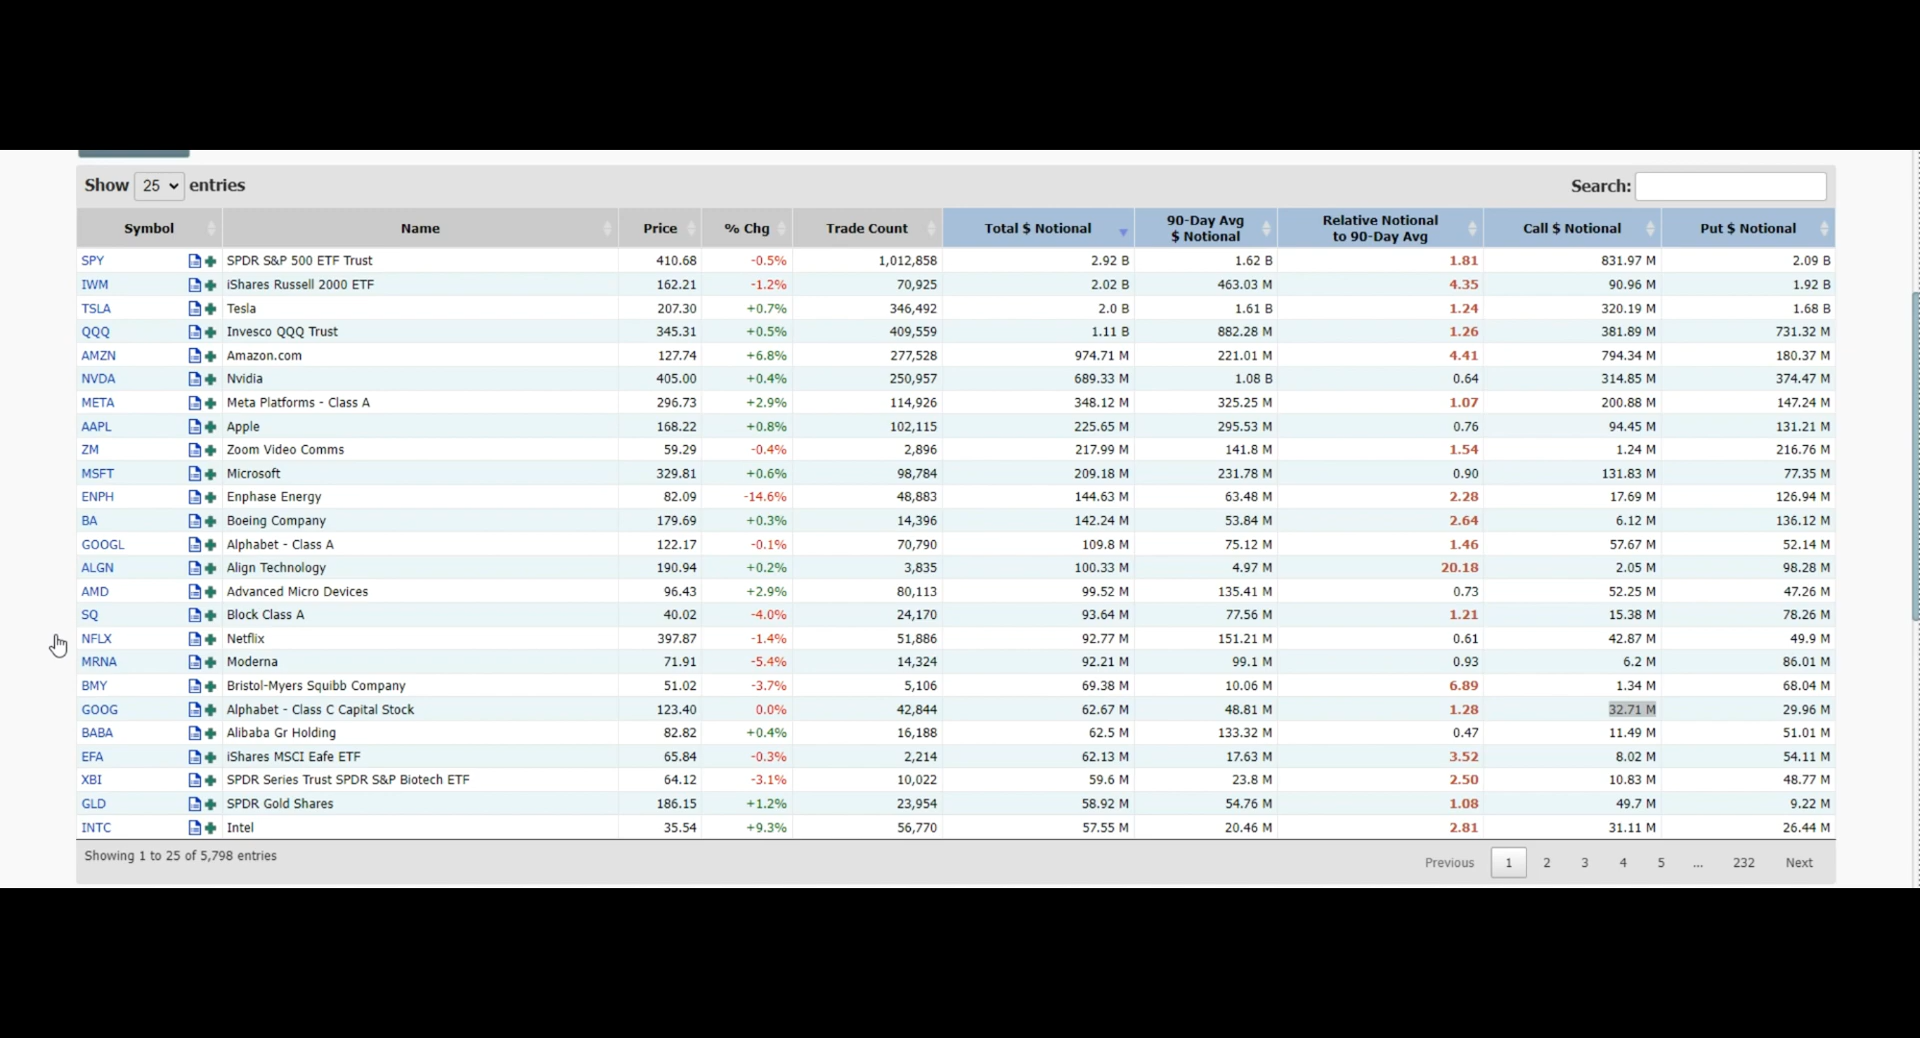 Show 25 entries Search:
Symbol Name Price % Chg Trade Count Total $ Notional 90-Day Avg $ Notional Relative Notional to 90-Day Avg Call $ Notional Put $ Notional
SPY SPDR S&P 500 ETF Trust 410.68 -0.5% 1,012,858 2.92 B 1.62 B 1.81 831.97 M 2.09 B
IWM iShares Russell 2000 ETF 162.21 -1.2% 70,925 2.02 B 463.03 M 4.35 90.96 M 1.92 B
TSLA Tesla 207.30 +0.7% 346,492 2.0 B 1.61 B 1.24 320.19 M 1.68 B
QQQ Invesco QQQ Trust 345.31 +0.5% 409,559 1.11 B 882.28 M 1.26 381.89 M 731.32 M
AMZN Amazon.com 127.74 +6.8% 277,528 974.71 M 221.01 M 4.41 794.34 M 180.37 M
NVDA Nvidia 405.00 +0.4% 250,957 689.33 M 1.08 B 0.64 314.85 M 374.47 M
META Meta Platforms - Class A 296.73 +2.9% 114,926 348.12 M 325.25 M 1.07 200.88 M 147.24 M
AAPL Apple 168.22 +0.8% 102,115 225.65 M 295.53 M 0.76 94.45 M 131.21 M
ZM Zoom Video Comms 59.29 -0.4% 2,896 217.99 M 141.8 M 1.54 1.24 M 216.76 M
MSFT Microsoft 329.81 +0.6% 98,784 209.18 M 231.78 M 0.90 131.83 M 77.35 M
ENPH Enphase Energy 82.09 -14.6% 48,883 144.63 M 63.48 M 2.28 17.69 M 126.94 M
BA Boeing Company 179.69 +0.3% 14,396 142.24 M 53.84 M 2.64 6.12 M 136.12 M
GOOGL Alphabet - Class A 122.17 -0.1% 70,790 109.8 M 75.12 M 1.46 57.67 M 52.14 M
ALGN Align Technology 190.94 +0.2% 3,835 100.33 M 4.97 M 20.18 2.05 M 98.28 M
AMD Advanced Micro Devices 96.43 +2.9% 80,113 99.52 M 135.41 M 0.73 52.25 M 47.26 M
SQ Block Class A 40.02 -4.0% 24,170 93.64 M 77.56 M 1.21 15.38 M 78.26 M
NFLX Netflix 397.87 -1.4% 51,886 92.77 M 151.21 M 0.61 42.87 M 49.9 M
MRNA Moderna 71.91 -5.4% 14,324 92.21 M 99.1 M 0.93 6.2 M 86.01 M
BMY Bristol-Myers Squibb Company 51.02 -3.7% 5,106 69.38 M 10.06 M 6.89 1.34 M 68.04 M
GOOG Alphabet - Class C Capital Stock 123.40 0.0% 42,844 62.67 M 48.81 M 1.28 32.71 M 29.96 M
BABA Alibaba Gr Holding 82.82 +0.4% 16,188 62.5 M 133.32 M 0.47 11.49 M 51.01 M
EFA iShares MSCI Eafe ETF 65.84 -0.3% 2,214 62.13 M 17.63 M 3.52 8.02 M 54.11 M
XBI SPDR Series Trust SPDR S&P Biotech ETF 64.12 -3.1% 10,022 59.6 M 23.8 M 2.50 10.83 M 48.77 M
GLD SPDR Gold Shares 186.15 +1.2% 23,954 58.92 M 54.76 M 1.08 49.7 M 9.22 M
INTC Intel 35.54 +9.3% 56,770 57.55 M 20.46 M 2.81 31.11 M 26.44 M
Showing 1 to 25 of 5,798 entries
Previous 1 2 3 4 5 ... 232 Next